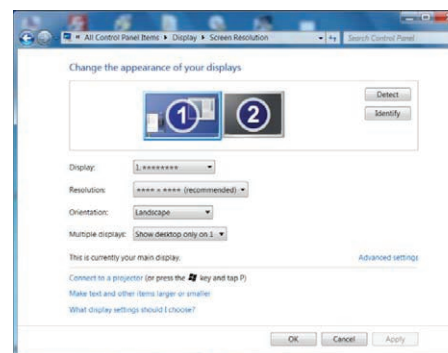 « All Control Panel Items ▸ Display ▸ Screen Resolution
Search Control Panel
Change the appearance of your displays
1
2
Detect
Identify
Display: 1. ********
Resolution: **** × **** (recommended)
Orientation: Landscape
Multiple displays: Show desktop only on 1
This is currently your main display.
Advanced settings
Connect to a projector (or press the key and tap P)
Make text and other items larger or smaller
What display settings should I choose?
OK
Cancel
Apply